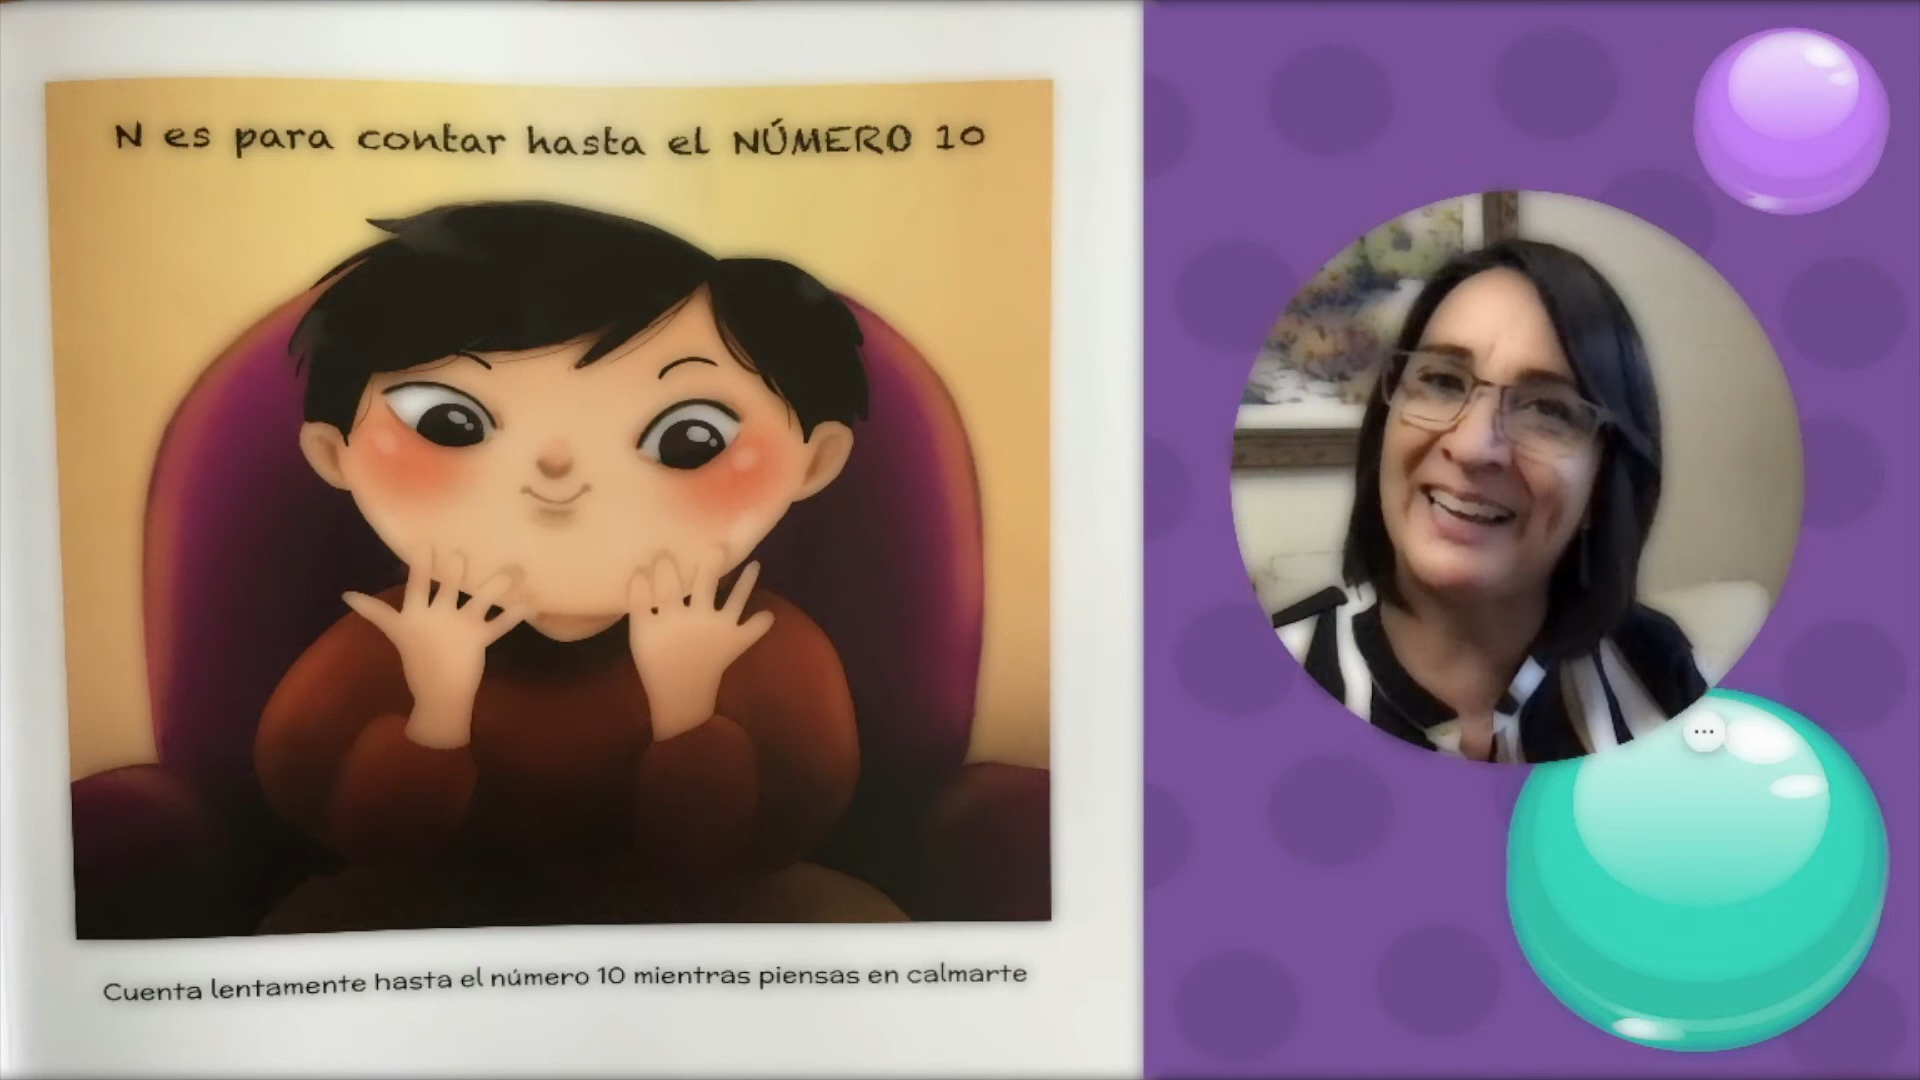 N es para contar hasta el NÚMERO 10
Cuenta lentamente hasta el número 10 mientras piensas en calmarte